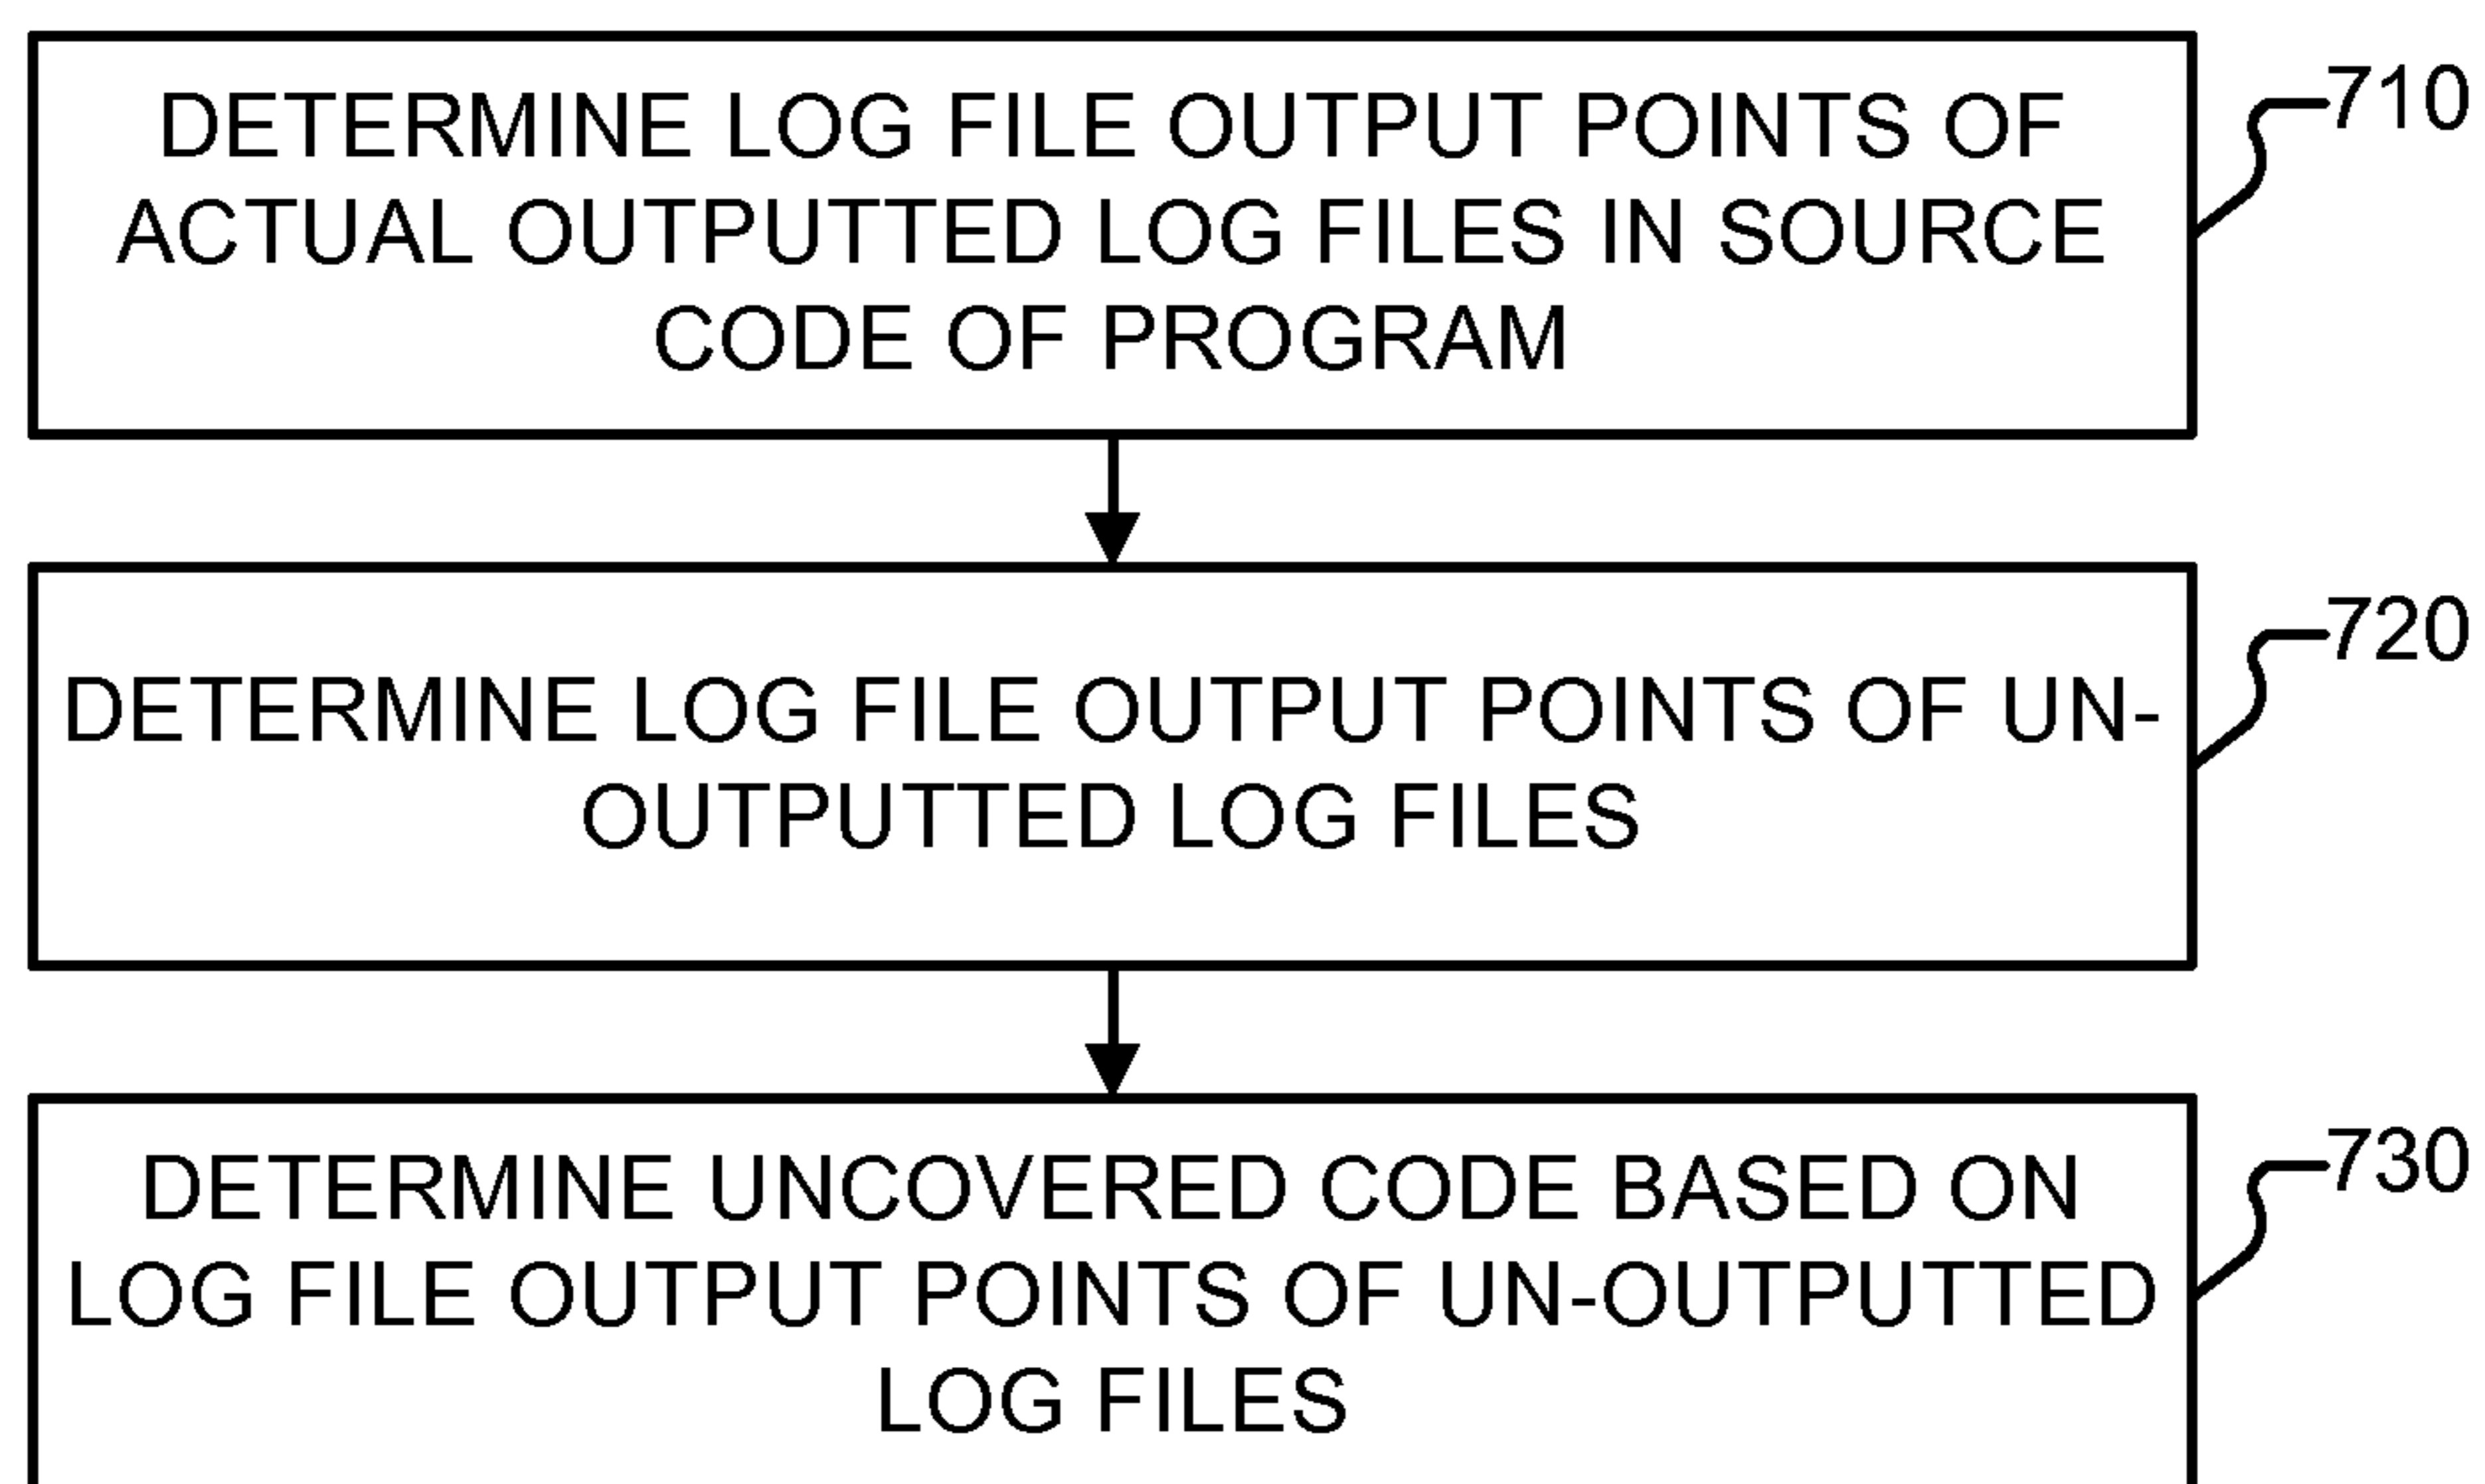 DETERMINE LOG FILE OUTPUT POINTS OF
ACTUAL OUTPUTTED LOG FILES IN SOURCE
CODE OF PROGRAM
710
DETERMINE LOG FILE OUTPUT POINTS OF UN-
OUTPUTTED LOG FILES
720
DETERMINE UNCOVERED CODE BASED ON
LOG FILE OUTPUT POINTS OF UN-OUTPUTTED
LOG FILES
730